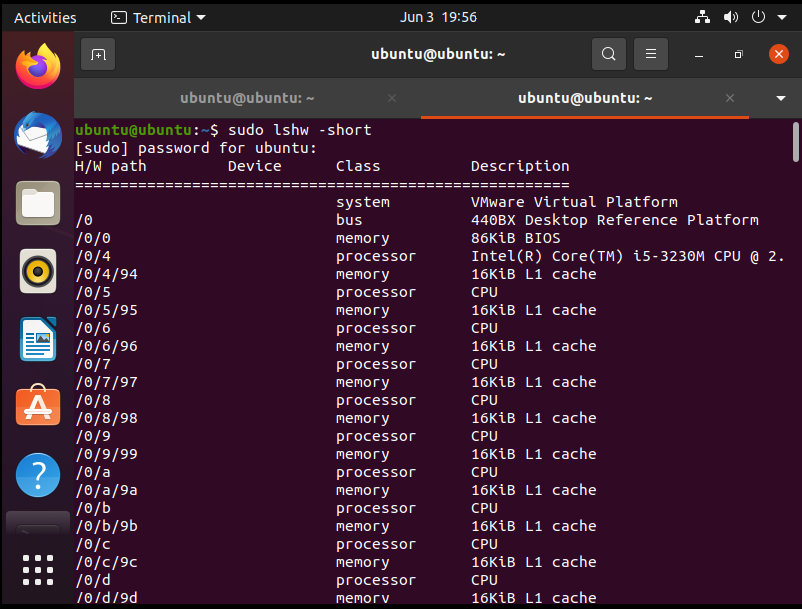 Activities Terminal Jun 3 19:56
ubuntu@ubuntu: ~
ubuntu@ubuntu: ~ ubuntu@ubuntu: ~
ubuntu@ubuntu:~$ sudo lshw -short
[sudo] password for ubuntu:
H/W path Device Class Description
=======================================================
system VMware Virtual Platform
/0 bus 440BX Desktop Reference Platform
/0/0 memory 86KiB BIOS
/0/4 processor Intel(R) Core(TM) i5-3230M CPU @ 2.
/0/4/94 memory 16KiB L1 cache
/0/5 processor CPU
/0/5/95 memory 16KiB L1 cache
/0/6 processor CPU
/0/6/96 memory 16KiB L1 cache
/0/7 processor CPU
/0/7/97 memory 16KiB L1 cache
/0/8 processor CPU
/0/8/98 memory 16KiB L1 cache
/0/9 processor CPU
/0/9/99 memory 16KiB L1 cache
/0/a processor CPU
/0/a/9a memory 16KiB L1 cache
/0/b processor CPU
/0/b/9b memory 16KiB L1 cache
/0/c processor CPU
/0/c/9c memory 16KiB L1 cache
/0/d processor CPU
/0/d/9d memory 16KiB L1 cache